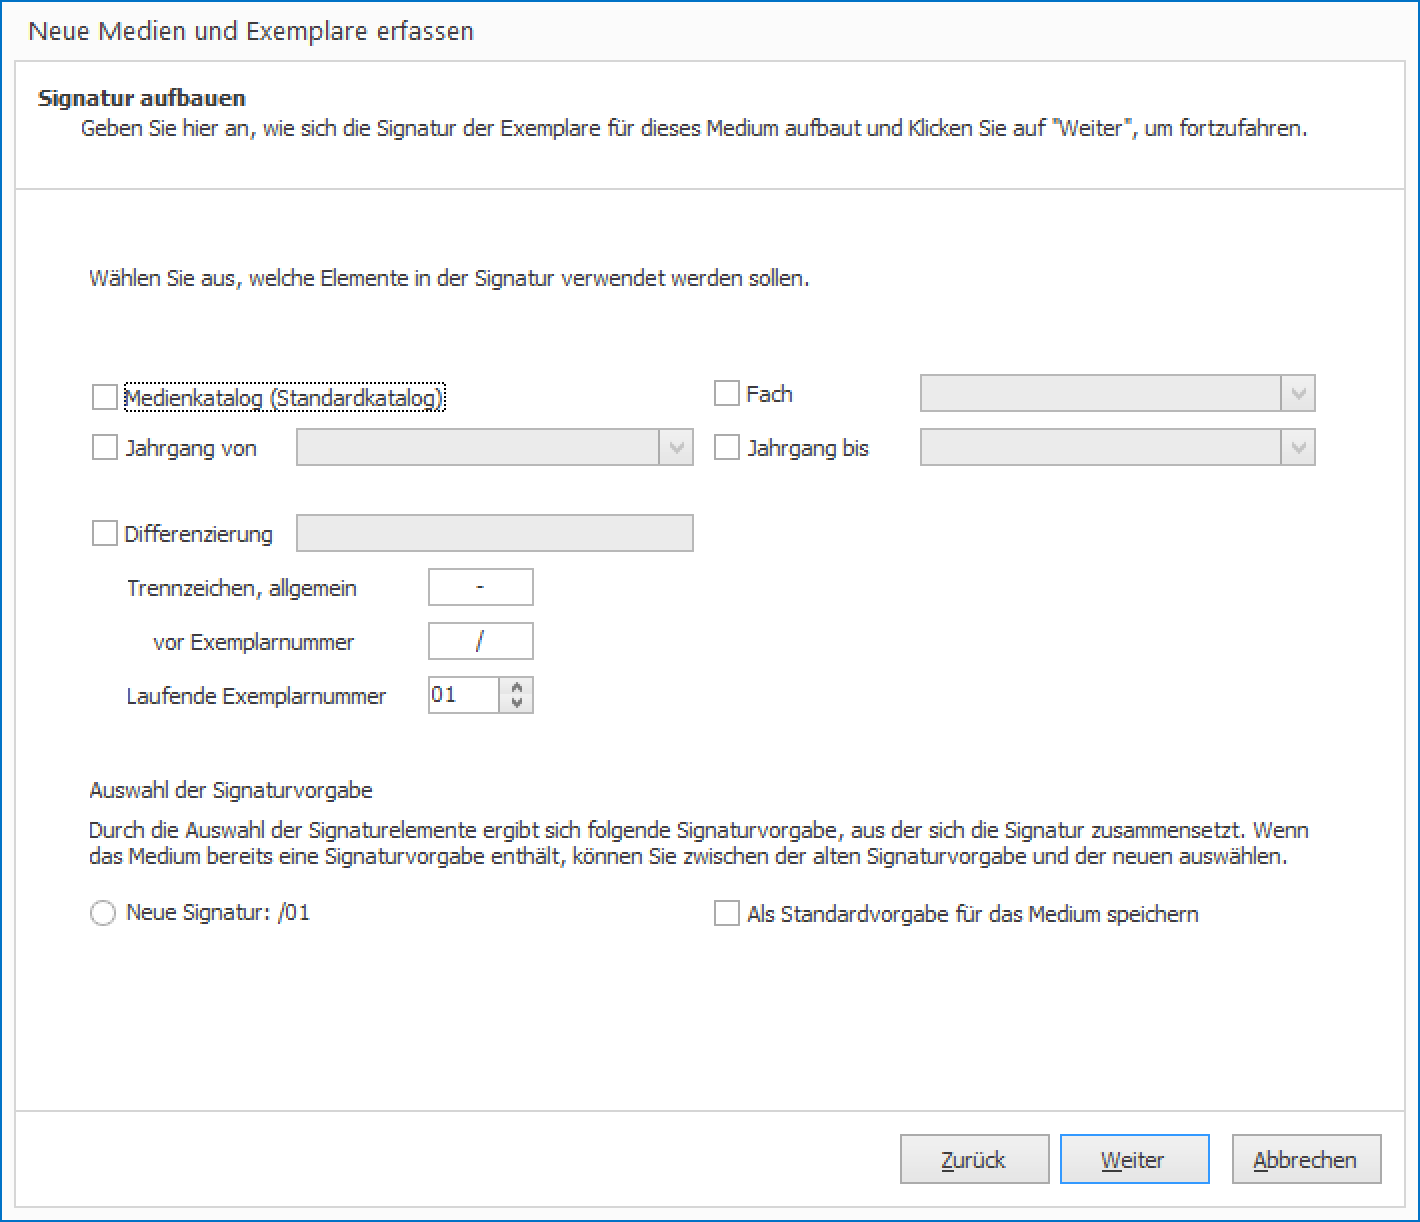 Neue Medien und Exemplare erfassen
Signatur aufbauen
Geben Sie hier an, wie sich die Signatur der Exemplare für dieses Medium aufbaut und Klicken Sie auf "Weiter", um fortzufahren.
Wählen Sie aus, welche Elemente in der Signatur verwendet werden sollen.
Medienkatalog (Standardkatalog) Fach
Jahrgang von Jahrgang bis
Differenzierung
Trennzeichen, allgemein -
vor Exemplarnummer /
Laufende Exemplarnummer 01
Auswahl der Signaturvorgabe
Durch die Auswahl der Signaturelemente ergibt sich folgende Signaturvorgabe, aus der sich die Signatur zusammensetzt. Wenn
das Medium bereits eine Signaturvorgabe enthält, können Sie zwischen der alten Signaturvorgabe und der neuen auswählen.
Neue Signatur: /01 Als Standardvorgabe für das Medium speichern
Zurück Weiter Abbrechen